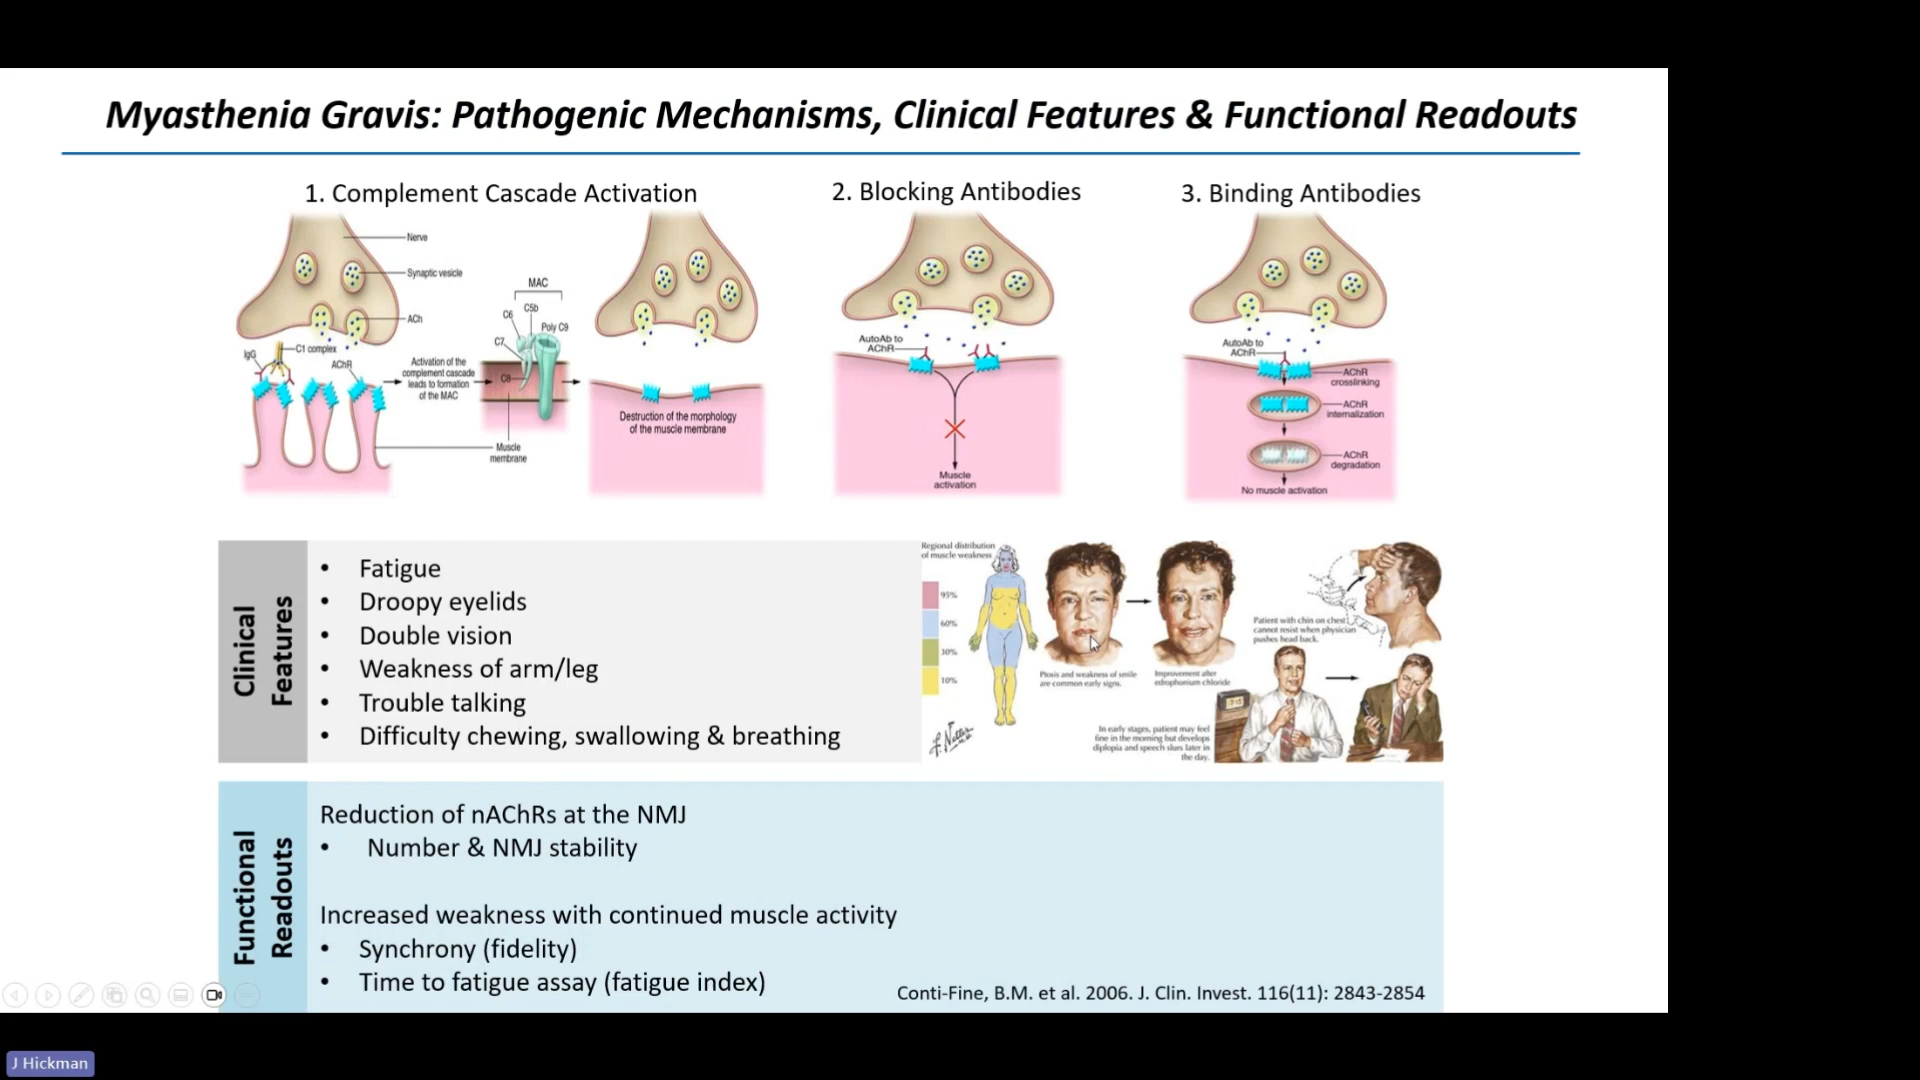 Myasthenia Gravis: Pathogenic Mechanisms, Clinical Features & Functional Readouts
1. Complement Cascade Activation
2. Blocking Antibodies
3. Binding Antibodies
Nerve
Synaptic vesicle
ACh
IgG
C1 complex
AChR
Activation of the
complement cascade
leads to formation
of the MAC
MAC
C5b
C6
Poly C9
C7
C8
Muscle
membrane
Destruction of the morphology
of the muscle membrane
AutoAb to
AChR
Muscle
activation
AutoAb to
AChR
AChR
crosslinking
AChR
internalization
AChR
degradation
No muscle activation
Clinical
Features
• Fatigue
• Droopy eyelids
• Double vision
• Weakness of arm/leg
• Trouble talking
• Difficulty chewing, swallowing & breathing
Regional distribution
of muscle weakness
95%
60%
30%
10%
Ptosis and weakness of smile
are common early signs.
Improvement after
edrophonium chloride
Patient with chin on chest
cannot resist when physician
pushes head back.
In early stages, patient may feel
fine in the morning but develops
diplopia and speech slurs later in
the day.
F. Netter
Functional
Readouts
Reduction of nAChRs at the NMJ
• Number & NMJ stability
Increased weakness with continued muscle activity
• Synchrony (fidelity)
• Time to fatigue assay (fatigue index)
Conti-Fine, B.M. et al. 2006. J. Clin. Invest. 116(11): 2843-2854
J Hickman